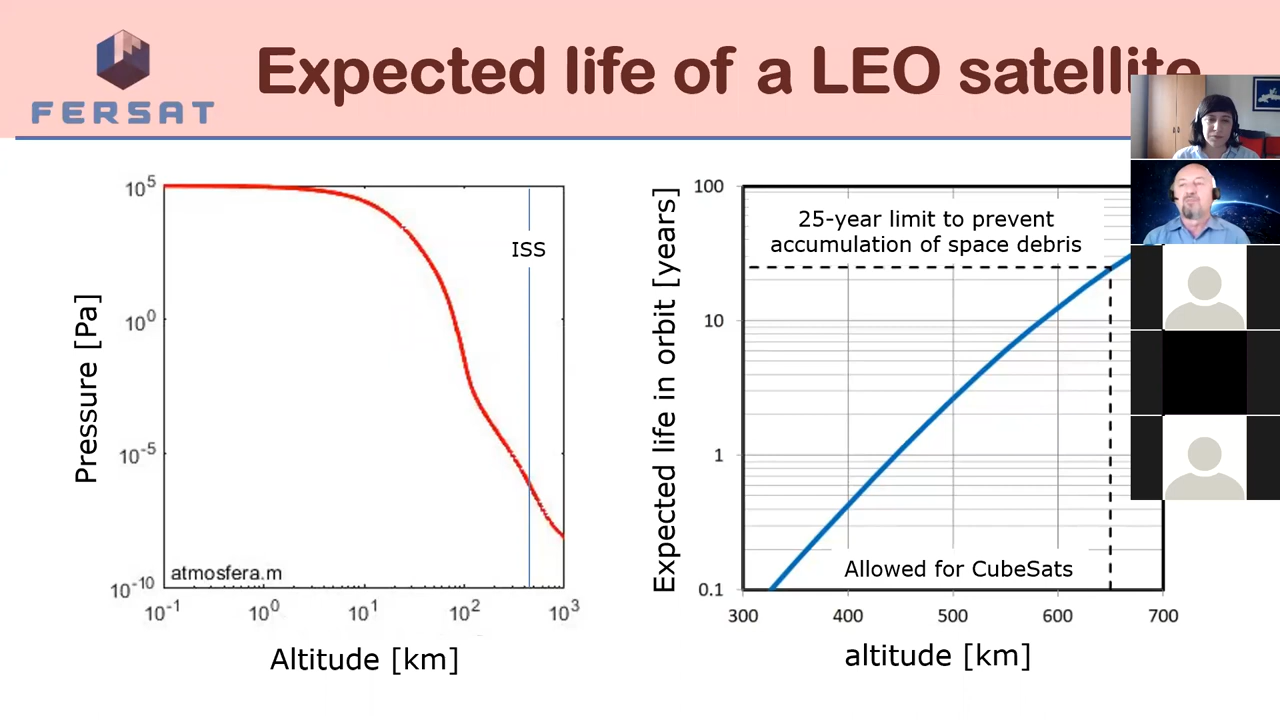 Expected life of a LEO satellite
FERSAT
10^5
10^0
10^-5
10^-10
Pressure [Pa]
ISS
atmosfera.m
10^-1
10^0
10^1
10^2
10^3
Altitude [km]
100
10
1
0.1
Expected life in orbit [years]
25-year limit to prevent
accumulation of space debris
Allowed for CubeSats
300
400
500
600
700
altitude [km]